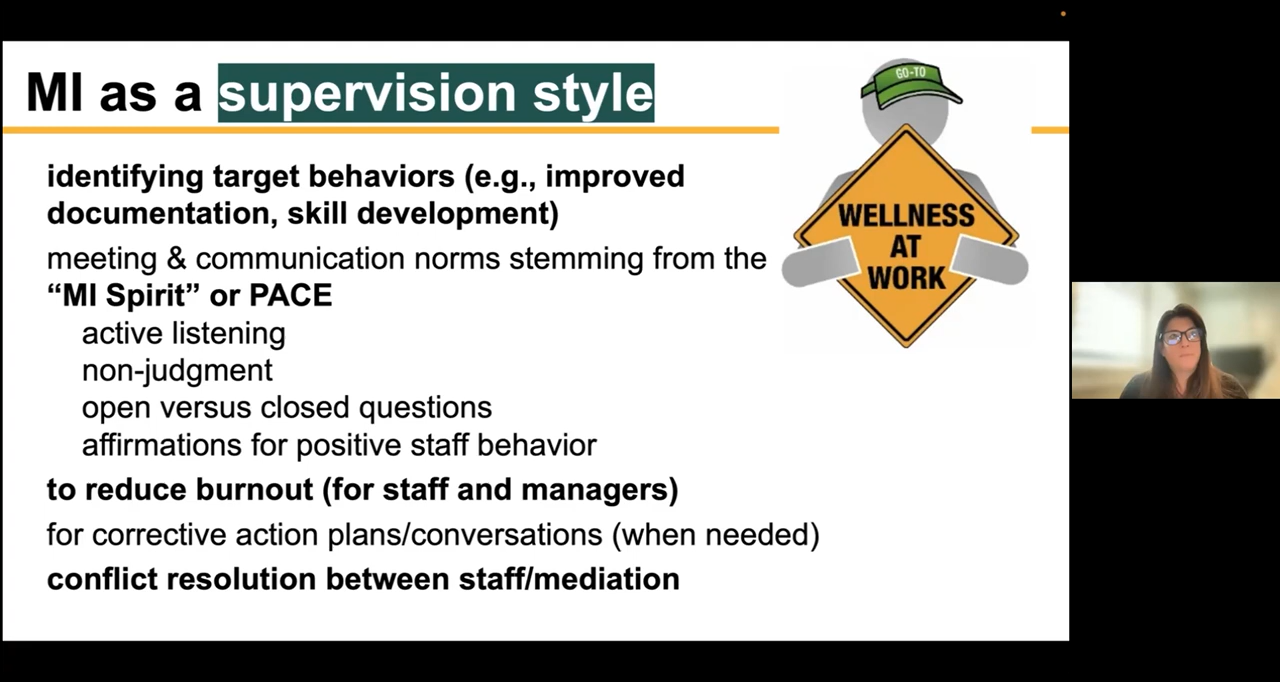 MI as a supervision style
GO-TO
WELLNESS
AT
WORK
identifying target behaviors (e.g., improved
documentation, skill development)
meeting & communication norms stemming from the
“MI Spirit” or PACE
active listening
non-judgment
open versus closed questions
affirmations for positive staff behavior
to reduce burnout (for staff and managers)
for corrective action plans/conversations (when needed)
conflict resolution between staff/mediation